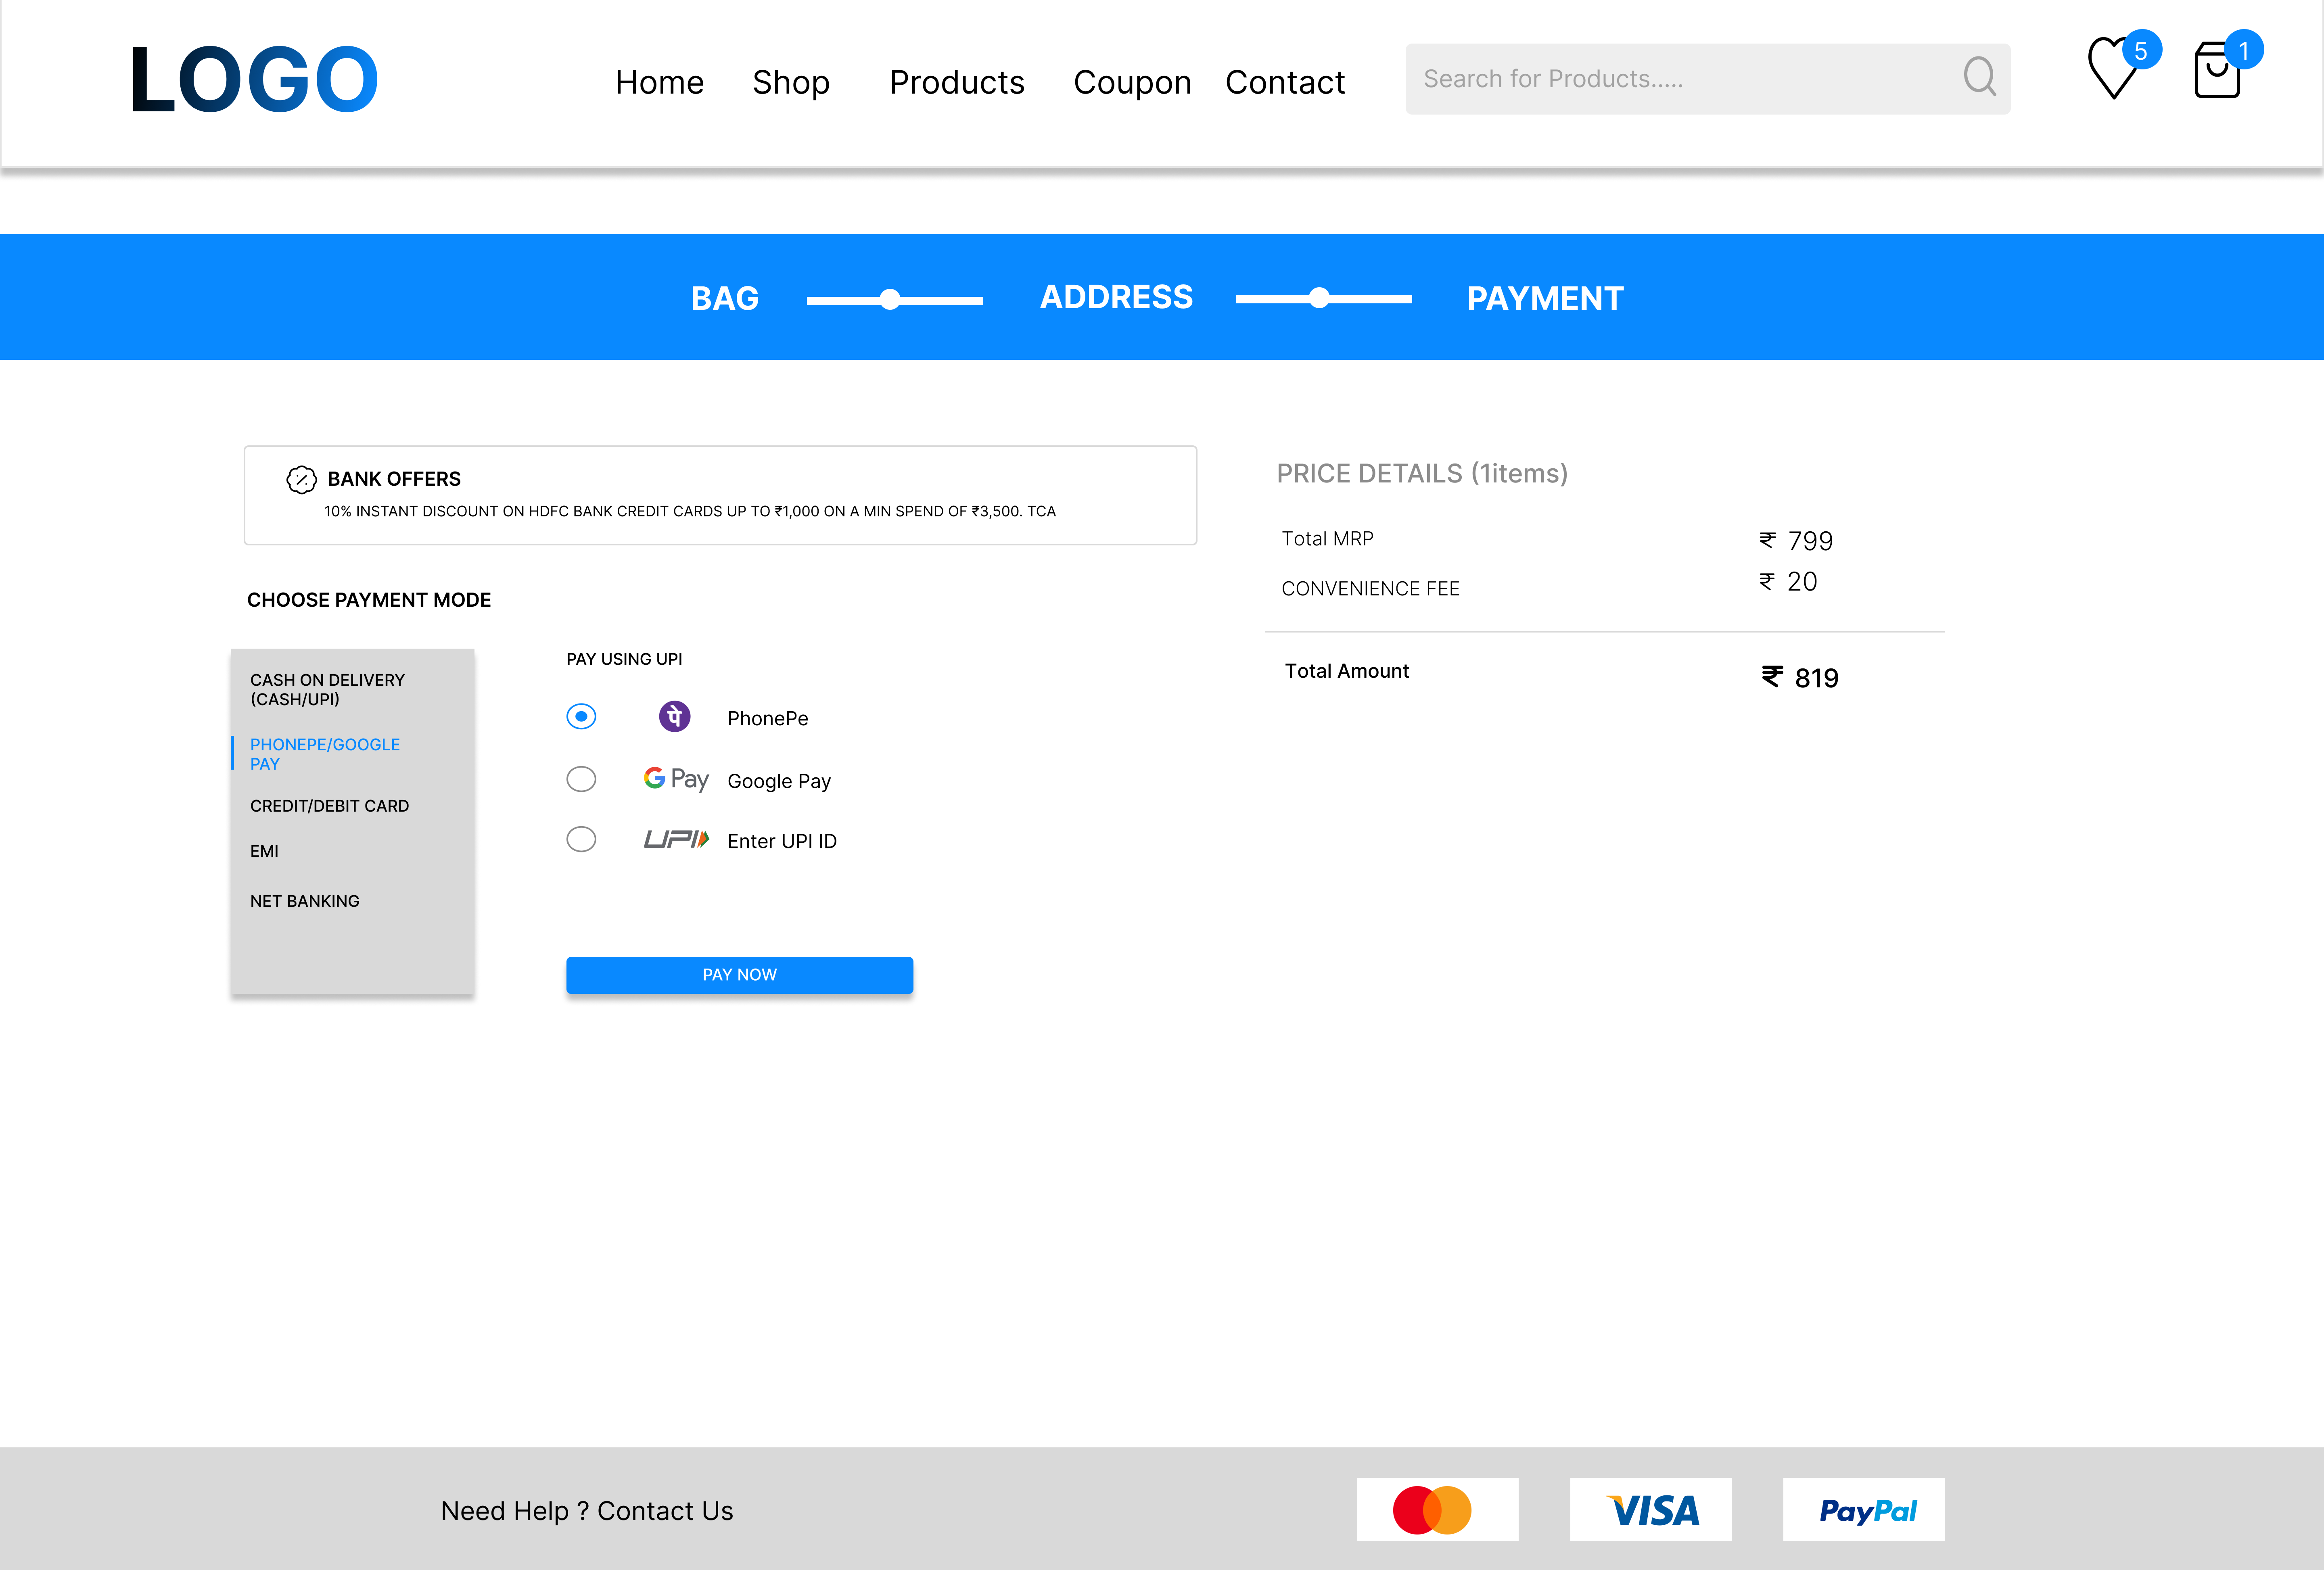 LOGO
Home Shop Products Coupon Contact
Search for Products.....
5
1
BAG ADDRESS PAYMENT
BANK OFFERS
10% INSTANT DISCOUNT ON HDFC BANK CREDIT CARDS UP TO ₹1,000 ON A MIN SPEND OF ₹3,500. TCA
CHOOSE PAYMENT MODE
CASH ON DELIVERY
(CASH/UPI)
PHONEPE/GOOGLE
PAY
CREDIT/DEBIT CARD
EMI
NET BANKING
PAY USING UPI
पे PhonePe
G Pay Google Pay
UPI Enter UPI ID
PAY NOW
PRICE DETAILS (1items)
Total MRP ₹ 799
CONVENIENCE FEE ₹ 20
Total Amount ₹ 819
Need Help ? Contact Us
VISA
PayPal